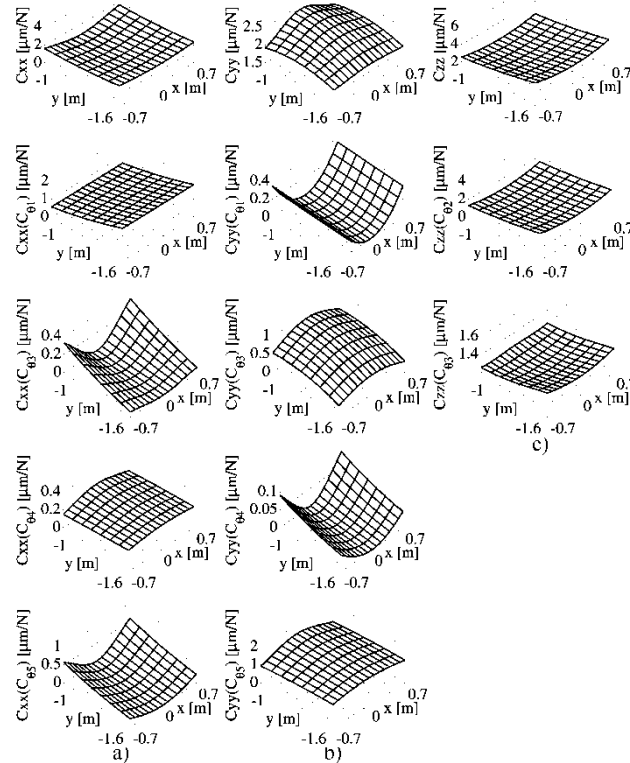 Cxx [μm/N]
4
2
0
-1
y [m]
-1.6 -0.7
0
x [m]
0.7
Cyy [μm/N]
2.5
2
1.5
-1
y [m]
-1.6 -0.7
0
x [m]
0.7
Czz [μm/N]
6
4
2
-1
y [m]
-1.6 -0.7
0
x [m]
0.7
Cxx(Cθ1) [μm/N]
2
1
0
-1
y [m]
-1.6 -0.7
0
x [m]
0.7
Cyy(Cθ1) [μm/N]
0.4
0.2
0
-1
y [m]
-1.6 -0.7
0
x [m]
0.7
Czz(Cθ2) [μm/N]
4
2
0
-1
y [m]
-1.6 -0.7
0
x [m]
0.7
Cxx(Cθ3) [μm/N]
0.4
0.2
0
-1
y [m]
-1.6 -0.7
0
x [m]
0.7
Cyy(Cθ3) [μm/N]
1
0.5
0
-1
y [m]
-1.6 -0.7
0
x [m]
0.7
Czz(Cθ3) [μm/N]
1.6
1.4
-1
y [m]
-1.6 -0.7
0
x [m]
0.7
c)
Cxx(Cθ4) [μm/N]
0.4
0.2
0
-1
y [m]
-1.6 -0.7
0
x [m]
0.7
Cyy(Cθ4) [μm/N]
0.1
0.05
0
-1
y [m]
-1.6 -0.7
0
x [m]
0.7
Cxx(Cθ5) [μm/N]
1
0.5
0
-1
y [m]
-1.6 -0.7
0
x [m]
0.7
a)
Cyy(Cθ5) [μm/N]
2
1
0
-1
y [m]
-1.6 -0.7
0
x [m]
0.7
b)